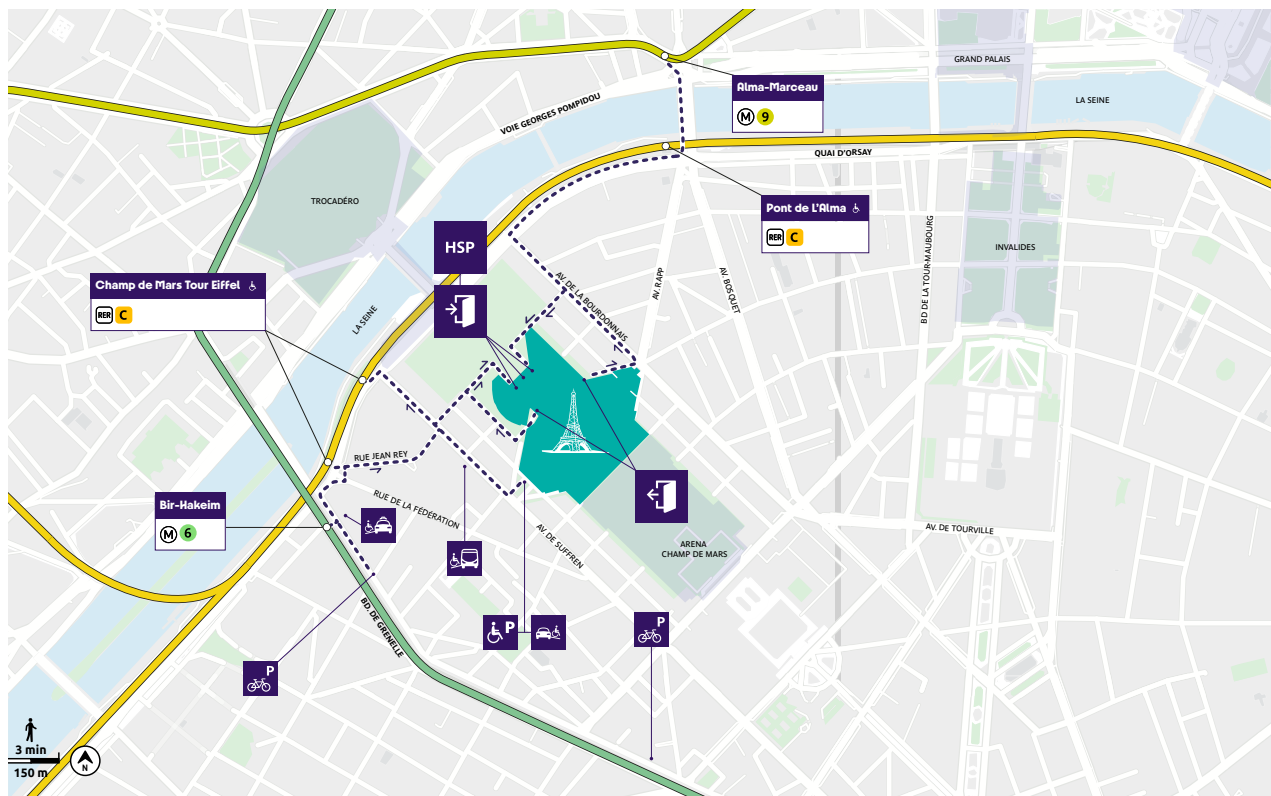 GRAND PALAIS
Alma-Marceau
M 9
LA SEINE
VOIE GEORGES POMPIDOU
QUAI D'ORSAY
TROCADÉRO
Pont de L'Alma
RER C
HSP
INVALIDES
Champ de Mars Tour Eiffel
RER C
LA SEINE
AV. DE LA BOURDONNAIS
AV. RAPP
AV. BOSQUET
BD DE LA TOUR-MAUBOURG
RUE JEAN REY
RUE DE LA FÉDÉRATION
Bir-Hakeim
M 6
AV. DE SUFFREN
ARENA
CHAMP DE MARS
AV. DE TOURVILLE
BD. DE GRENELLE
P
P
P
3 min
150 m
N